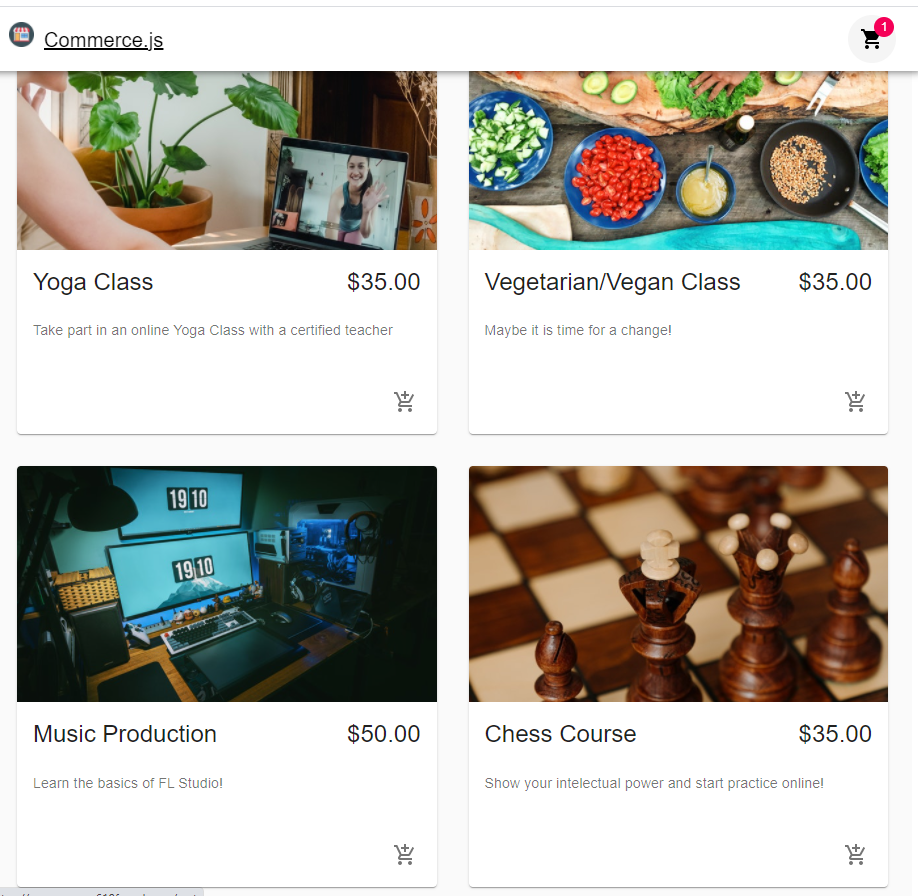 Commerce.js
1
Yoga Class $35.00
Take part in an online Yoga Class with a certified teacher
Vegetarian/Vegan Class $35.00
Maybe it is time for a change!
19 10
19 10
Music Production $50.00
Learn the basics of FL Studio!
Chess Course $35.00
Show your intelectual power and start practice online!